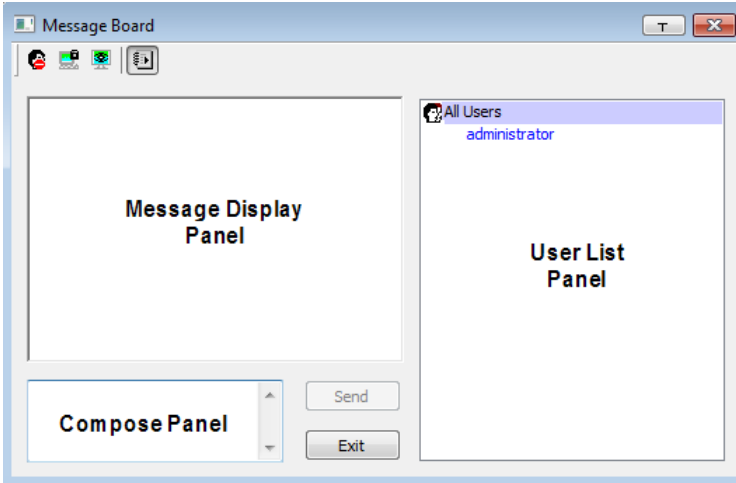 Message Board
T
All Users
administrator
Message Display
Panel
User List
Panel
Compose Panel
Send
Exit